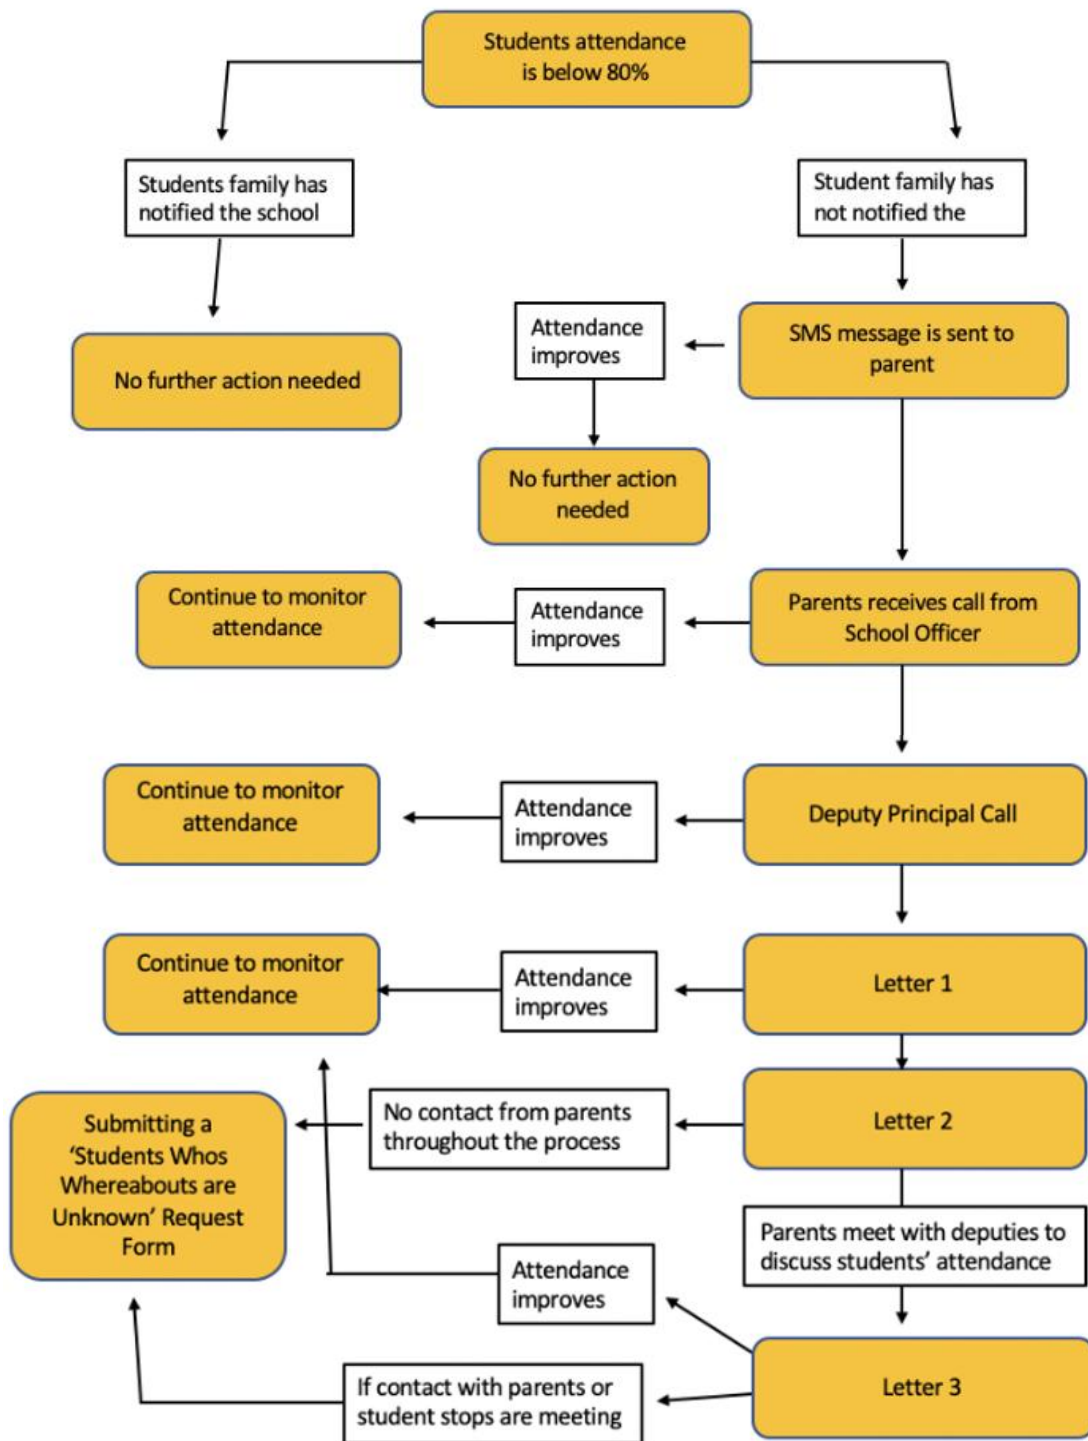 Students attendance
is below 80%
Students family has
notified the school
Student family has
not notified the
No further action needed
Attendance
improves
SMS message is sent to
parent
No further action
needed
Continue to monitor
attendance
Attendance
improves
Parents receives call from
School Officer
Continue to monitor
attendance
Attendance
improves
Deputy Principal Call
Continue to monitor
attendance
Attendance
improves
Letter 1
Submitting a
‘Students Whos
Whereabouts are
Unknown’ Request
Form
No contact from parents
throughout the process
Letter 2
Parents meet with deputies to
discuss students’ attendance
Attendance
improves
If contact with parents or
student stops are meeting
Letter 3